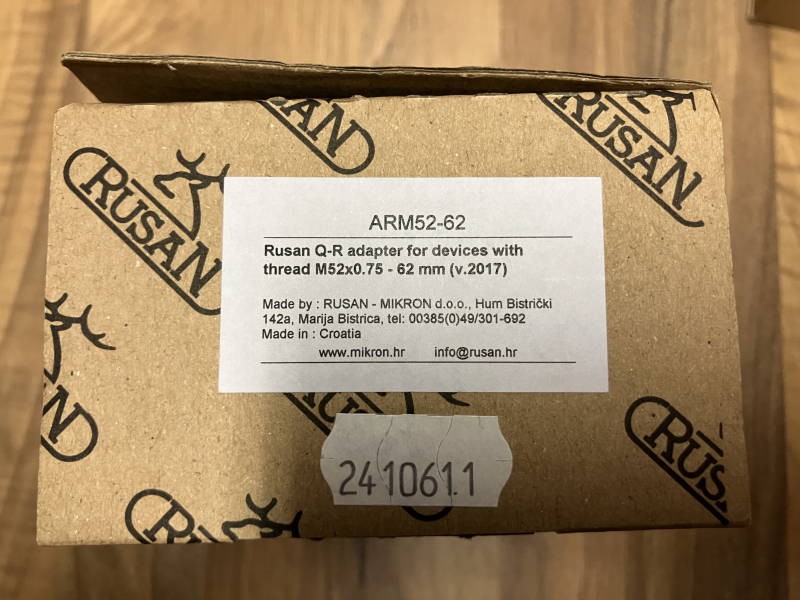 RUSAN
RUSAN
ARM52-62
Rusan Q-R adapter for devices with
thread M52x0.75 - 62 mm (v.2017)
Made by : RUSAN - MIKRON d.o.o., Hum Bistrički
142a, Marija Bistrica, tel: 00385(0)49/301-692
Made in : Croatia
www.mikron.hr info@rusan.hr
RUS
2410611